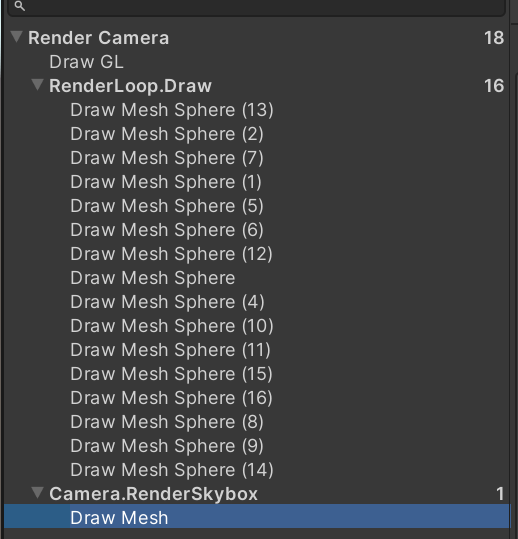 Render Camera 18
Draw GL
RenderLoop.Draw 16
Draw Mesh Sphere (13)
Draw Mesh Sphere (2)
Draw Mesh Sphere (7)
Draw Mesh Sphere (1)
Draw Mesh Sphere (5)
Draw Mesh Sphere (6)
Draw Mesh Sphere (12)
Draw Mesh Sphere
Draw Mesh Sphere (4)
Draw Mesh Sphere (10)
Draw Mesh Sphere (11)
Draw Mesh Sphere (15)
Draw Mesh Sphere (16)
Draw Mesh Sphere (8)
Draw Mesh Sphere (9)
Draw Mesh Sphere (14)
Camera.RenderSkybox 1
Draw Mesh